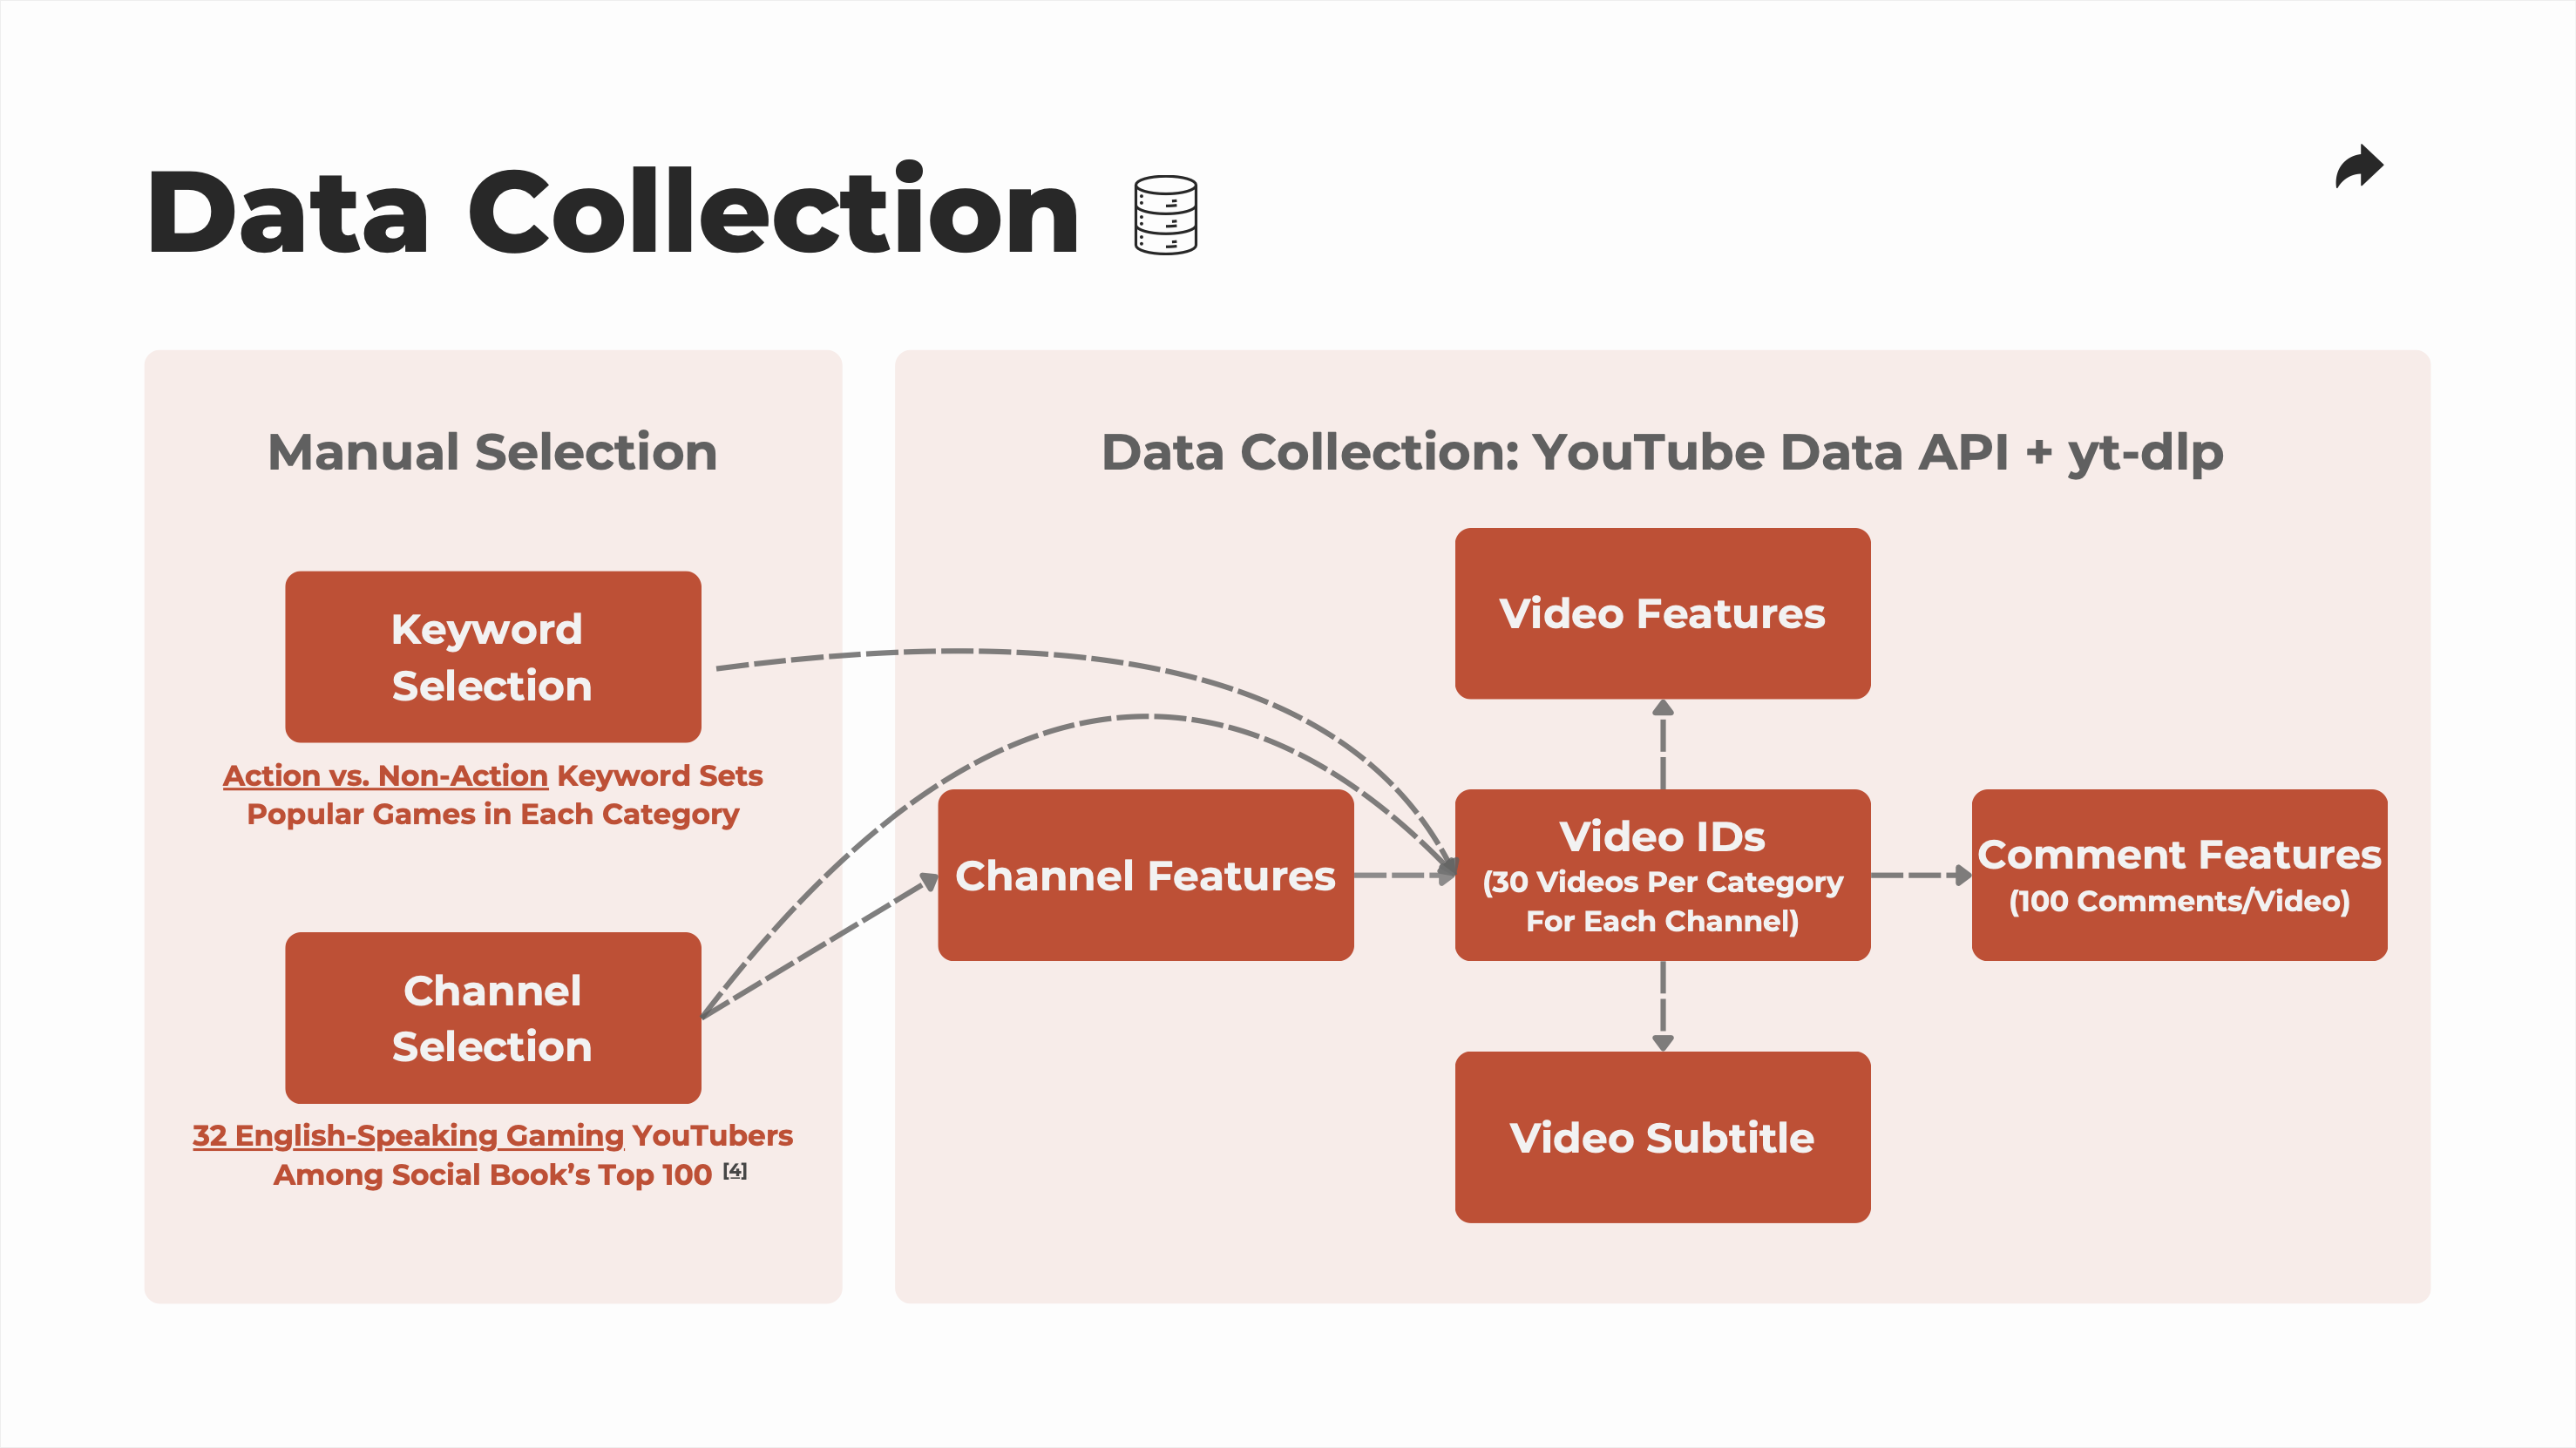 Data Collection
Manual Selection
Keyword
Selection
Action vs. Non-Action Keyword Sets
Popular Games in Each Category
Channel
Selection
32 English-Speaking Gaming YouTubers
Among Social Book’s Top 100 [4]
Data Collection: YouTube Data API + yt-dlp
Channel Features
Video Features
Video IDs
(30 Videos Per Category
For Each Channel)
Video Subtitle
Comment Features
(100 Comments/Video)